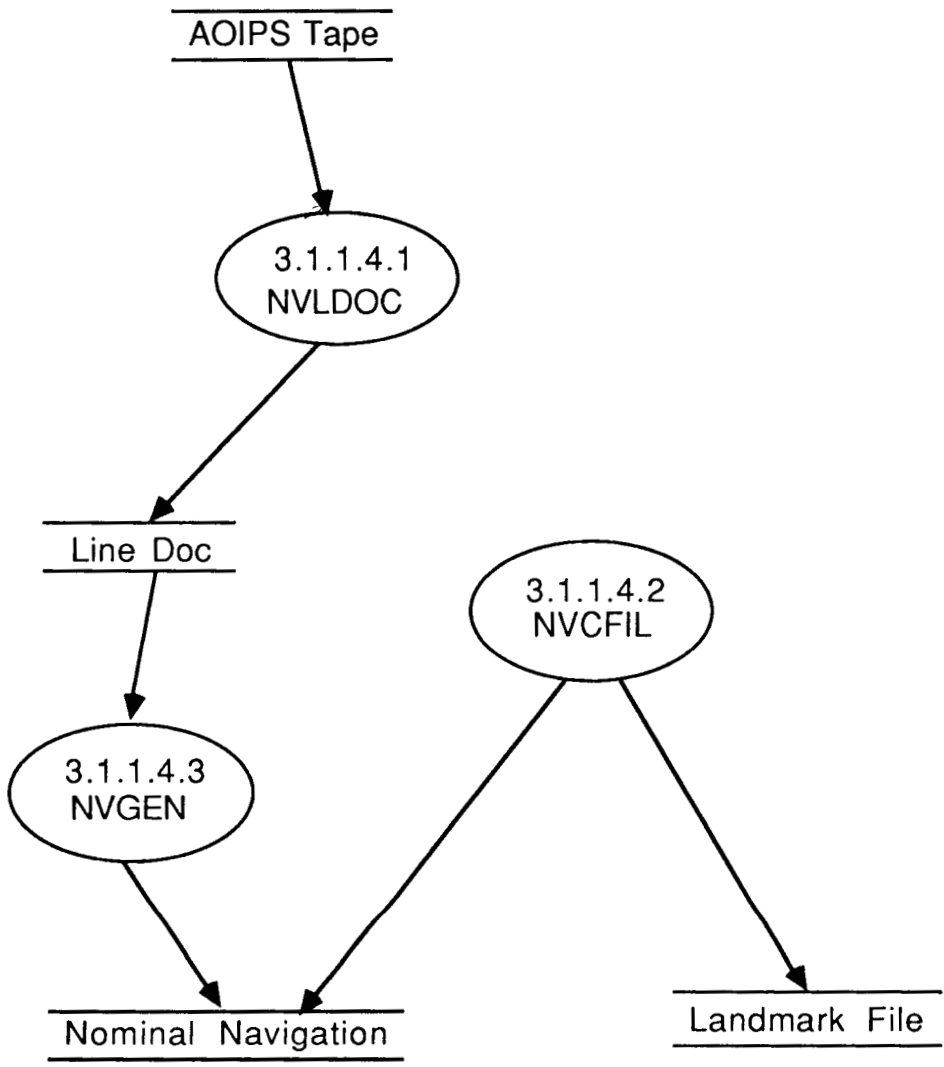 AOIPS Tape
3.1.1.4.1
NVLDOC
Line Doc
3.1.1.4.2
NVCFIL
3.1.1.4.3
NVGEN
Nominal Navigation
Landmark File